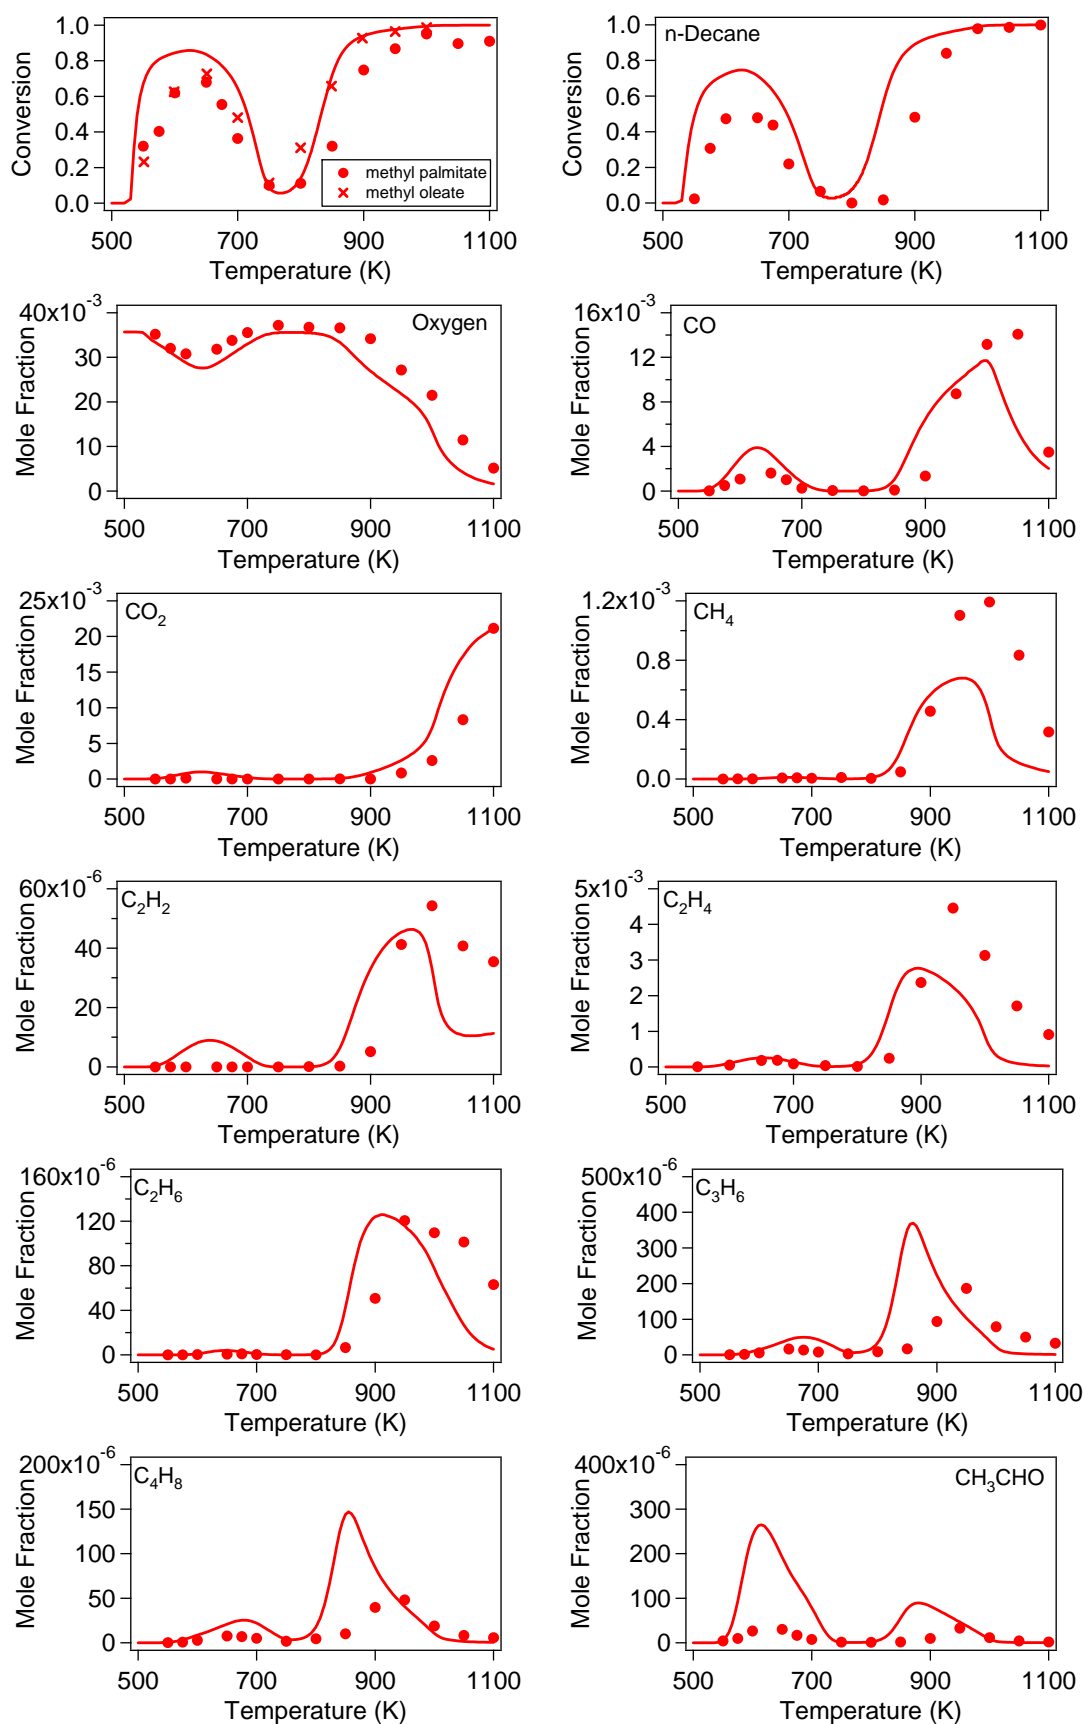 1.0
0.8
0.6
0.4
0.2
0.0
Conversion
methyl palmitate
methyl oleate
500 700 900 1100
Temperature (K)
n-Decane
1.0
0.8
0.6
0.4
0.2
0.0
Conversion
500 700 900 1100
Temperature (K)
40x10⁻³
30
20
10
0
Mole Fraction
Oxygen
500 700 900 1100
Temperature (K)
16x10⁻³
12
8
4
0
Mole Fraction
CO
500 700 900 1100
Temperature (K)
25x10⁻³
20
15
10
5
0
Mole Fraction
CO₂
500 700 900 1100
Temperature (K)
1.2x10⁻³
0.8
0.4
0.0
Mole Fraction
CH₄
500 700 900 1100
Temperature (K)
60x10⁻⁶
40
20
0
Mole Fraction
C₂H₂
500 700 900 1100
Temperature (K)
5x10⁻³
4
3
2
1
0
Mole Fraction
C₂H₄
500 700 900 1100
Temperature (K)
160x10⁻⁶
120
80
40
0
Mole Fraction
C₂H₆
500 700 900 1100
Temperature (K)
500x10⁻⁶
400
300
200
100
0
Mole Fraction
C₃H₆
500 700 900 1100
Temperature (K)
200x10⁻⁶
150
100
50
0
Mole Fraction
C₄H₈
500 700 900 1100
Temperature (K)
400x10⁻⁶
300
200
100
0
Mole Fraction
CH₃CHO
500 700 900 1100
Temperature (K)